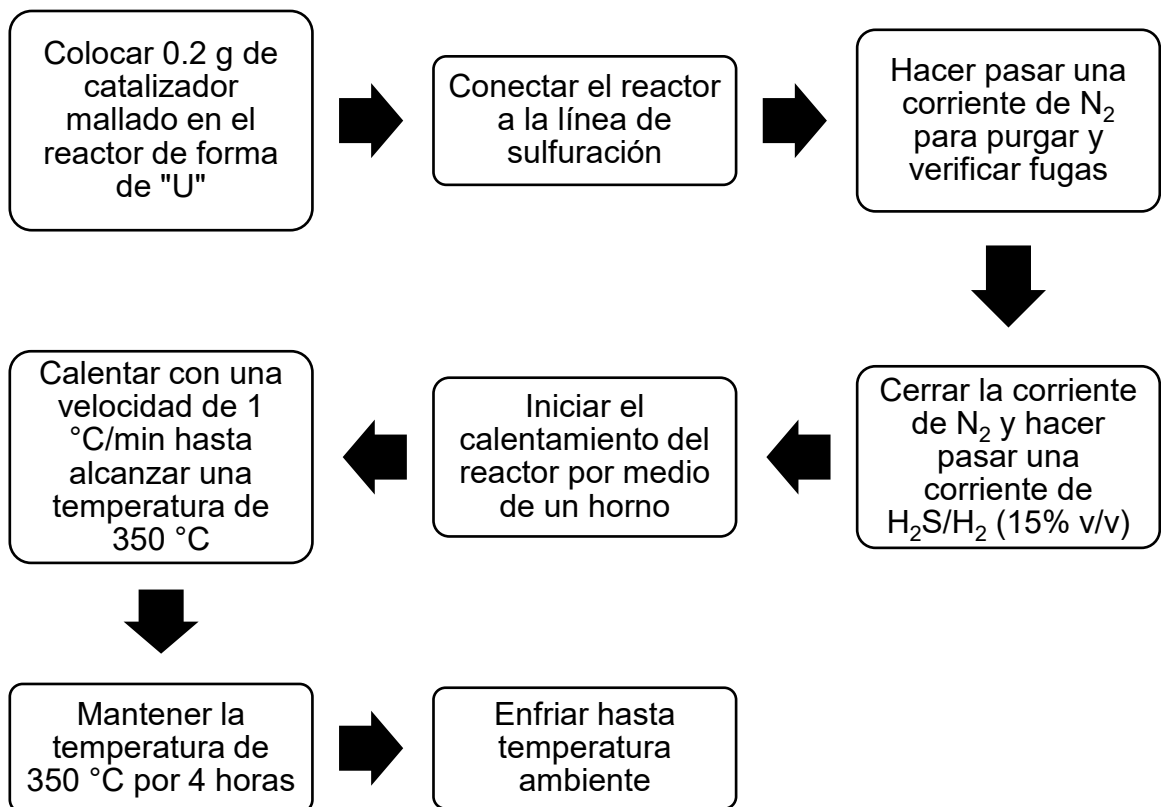 Colocar 0.2 g de
catalizador
mallado en el
reactor de forma
de "U"
Conectar el reactor
a la línea de
sulfuración
Hacer pasar una
corriente de N₂
para purgar y
verificar fugas
Cerrar la corriente
de N₂ y hacer
pasar una
corriente de
H₂S/H₂ (15% v/v)
Iniciar el
calentamiento del
reactor por medio
de un horno
Calentar con una
velocidad de 1
°C/min hasta
alcanzar una
temperatura de
350 °C
Mantener la
temperatura de
350 °C por 4 horas
Enfriar hasta
temperatura
ambiente